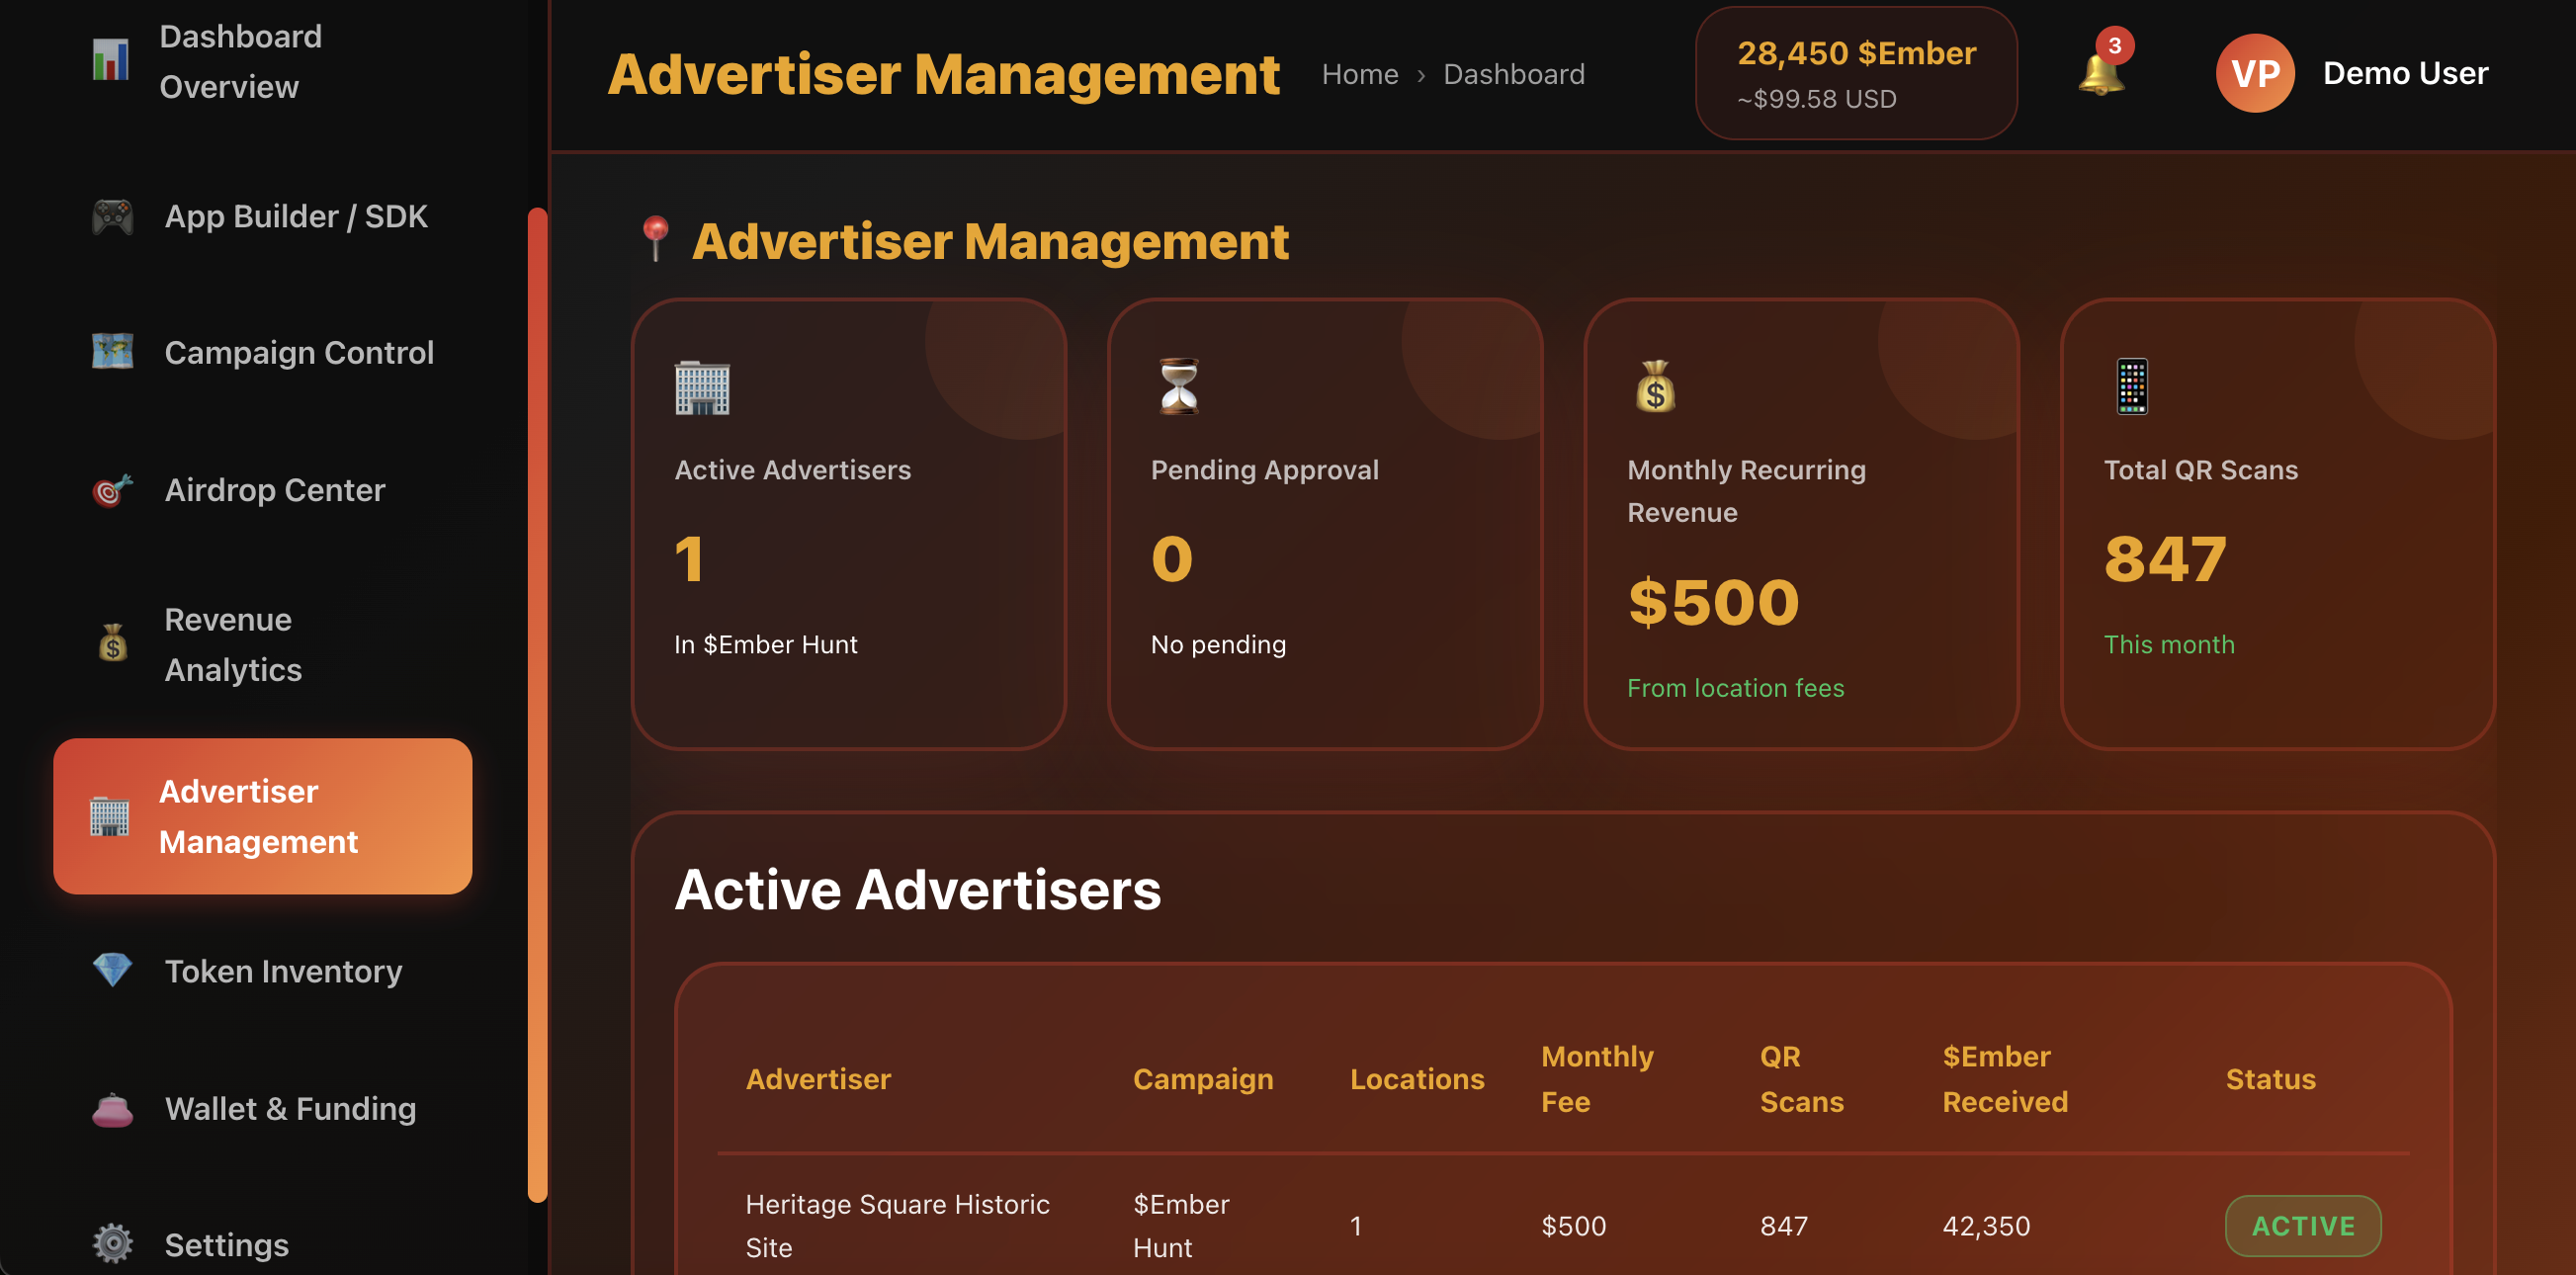 Dashboard
Overview
App Builder / SDK
Campaign Control
Airdrop Center
Revenue
Analytics
Advertiser
Management
Token Inventory
Wallet & Funding
Settings
Advertiser Management
Home › Dashboard
28,450 $Ember
~$99.58 USD
3
VP
Demo User
Advertiser Management
Active Advertisers
1
In $Ember Hunt
Pending Approval
0
No pending
Monthly Recurring
Revenue
$500
From location fees
Total QR Scans
847
This month
Active Advertisers
Advertiser
Campaign
Locations
Monthly
Fee
QR
Scans
$Ember
Received
Status
Heritage Square Historic
Site
$Ember
Hunt
1
$500
847
42,350
ACTIVE